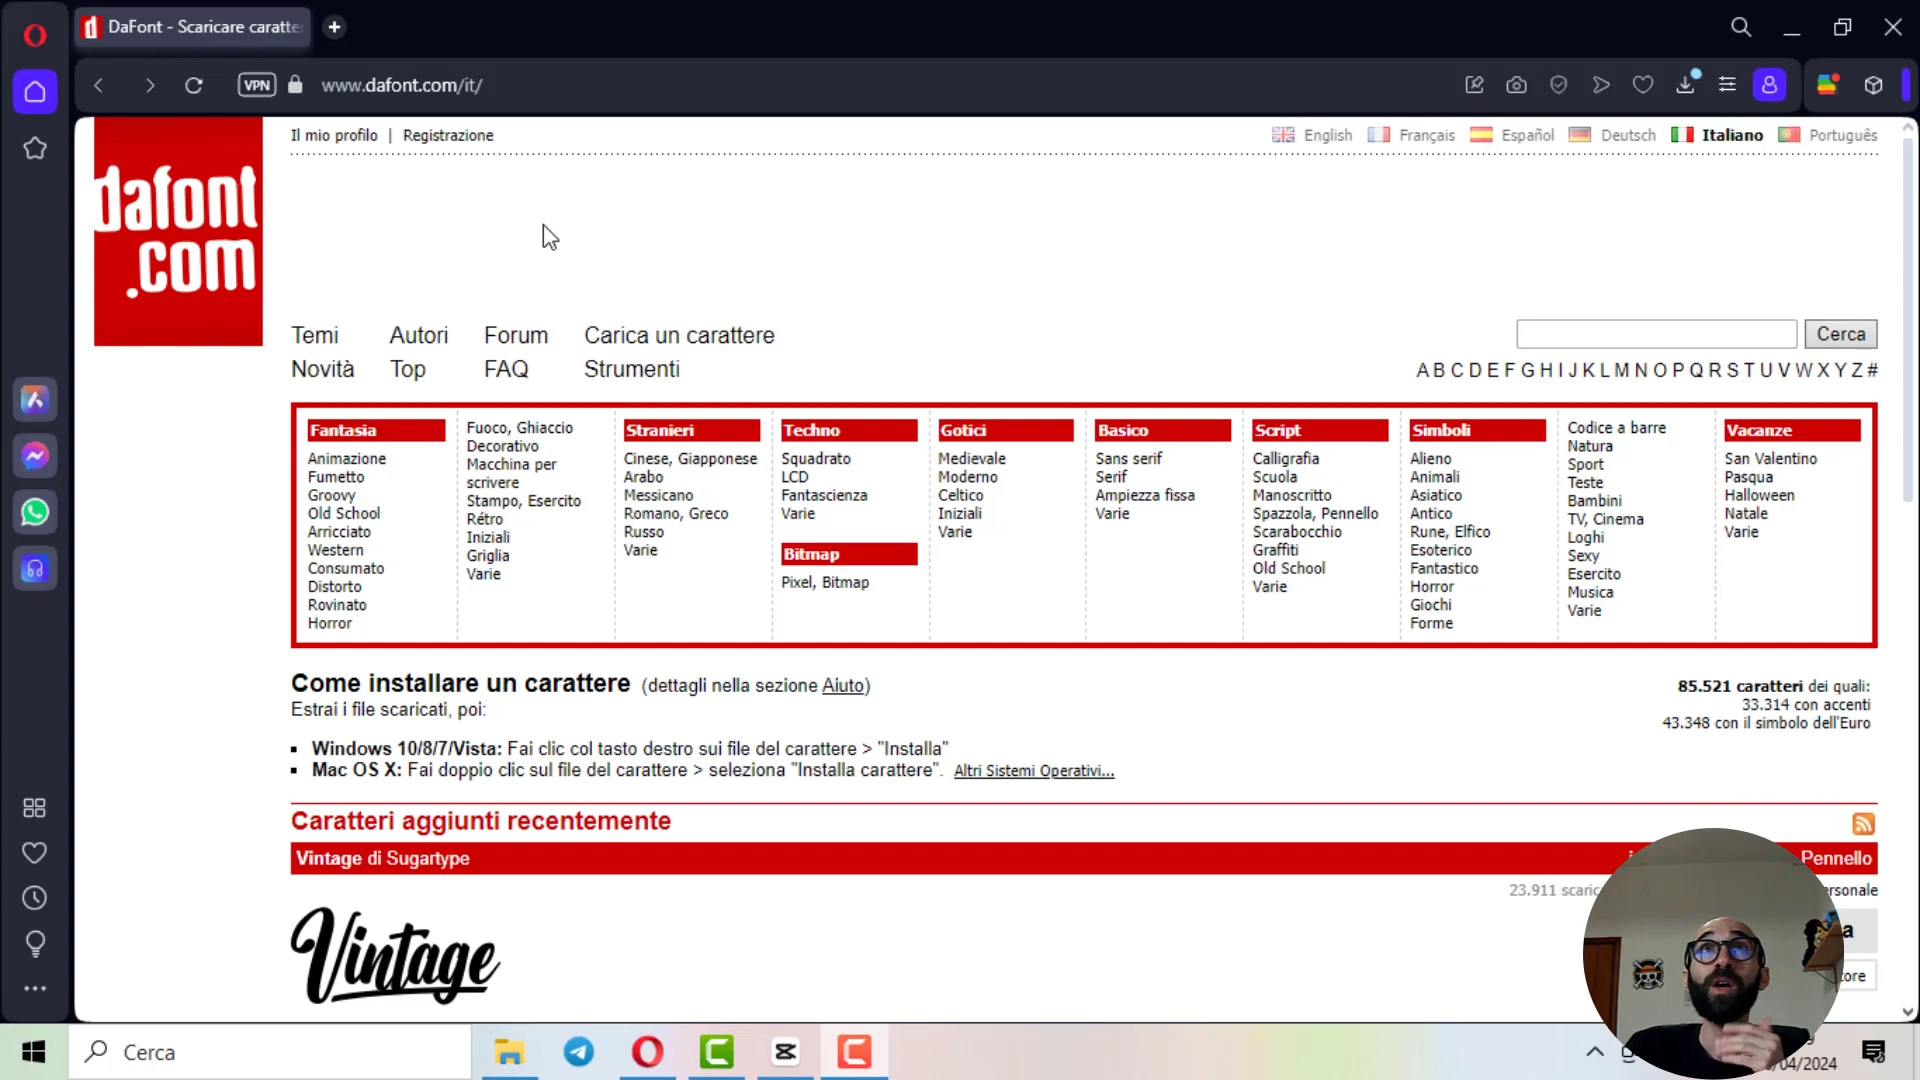 DaFont - Scaricare caratte
VPN
www.dafont.com/it/
dafont
.com
Il mio profilo | Registrazione
English Français Español Deutsch Italiano Português
Temi Autori Forum Carica un carattere
Novità Top FAQ Strumenti
Cerca
A B C D E F G H I J K L M N O P Q R S T U V W X Y Z #
Fantasia
Animazione
Fumetto
Groovy
Old School
Arricciato
Western
Consumato
Distorto
Rovinato
Horror
Fuoco, Ghiaccio
Decorativo
Macchina per
scrivere
Stampo, Esercito
Rétro
Iniziali
Griglia
Varie
Stranieri
Cinese, Giapponese
Arabo
Messicano
Romano, Greco
Russo
Varie
Techno
Squadrato
LCD
Fantascienza
Varie
Bitmap
Pixel, Bitmap
Gotici
Medievale
Moderno
Celtico
Iniziali
Varie
Basico
Sans serif
Serif
Ampiezza fissa
Varie
Script
Calligrafia
Scuola
Manoscritto
Spazzola, Pennello
Scarabocchio
Graffiti
Old School
Varie
Simboli
Alieno
Animali
Asiatico
Antico
Rune, Elfico
Esoterico
Fantastico
Horror
Giochi
Forme
Codice a barre
Natura
Sport
Teste
Bambini
TV, Cinema
Loghi
Sexy
Esercito
Musica
Varie
Vacanze
San Valentino
Pasqua
Halloween
Natale
Varie
Come installare un carattere (dettagli nella sezione Aiuto)
Estrai i file scaricati, poi:
Windows 10/8/7/Vista: Fai clic col tasto destro sui file del carattere > "Installa"
Mac OS X: Fai doppio clic sul file del carattere > seleziona "Installa carattere". Altri Sistemi Operativi...
85.521 caratteri dei quali:
33.314 con accenti
43.348 con il simbolo dell'Euro
Caratteri aggiunti recentemente
Vintage di Sugartype
Pennello
23.911 scaric
ersonale
Vintage
a
ore
Cerca
/04/2024